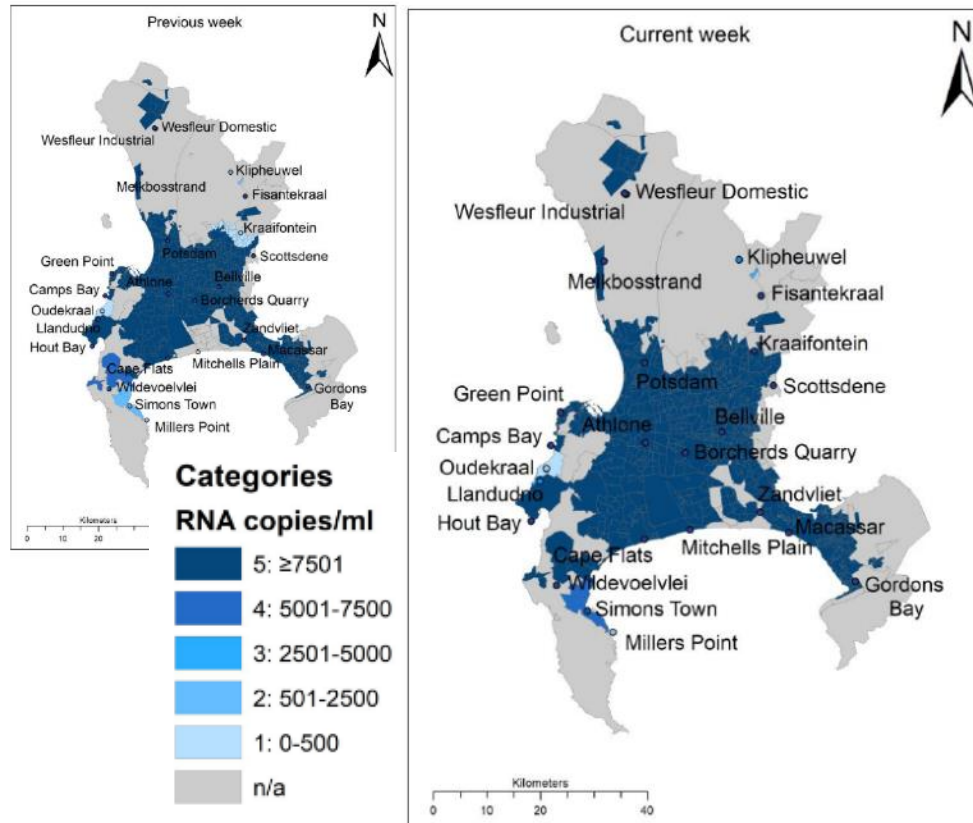 Previous week
N
Wesfleur Domestic
Wesfleur Industrial
Klipheuwel
Melkbosstrand
Fisantekraal
Kraaifontein
Potsdam
Scottsdene
Green Point
Athlone
Bellville
Camps Bay
Borcherds Quarry
Oudekraal
Llandudno
Zandvliet
Hout Bay
Macassar
Mitchells Plain
Cape Flats
Wildevoelvlei
Gordons
Bay
Simons Town
Millers Point
Kilometers
0 10 20
Categories
RNA copies/ml
5: ≥7501
4: 5001-7500
3: 2501-5000
2: 501-2500
1: 0-500
n/a
Current week
N
Wesfleur Domestic
Wesfleur Industrial
Klipheuwel
Melkbosstrand
Fisantekraal
Kraaifontein
Potsdam
Scottsdene
Green Point
Athlone
Bellville
Camps Bay
Borcherds Quarry
Oudekraal
Llandudno
Zandvliet
Hout Bay
Macassar
Mitchells Plain
Cape Flats
Wildevoelvlei
Gordons
Bay
Simons Town
Millers Point
Kilometers
0 10 20 40